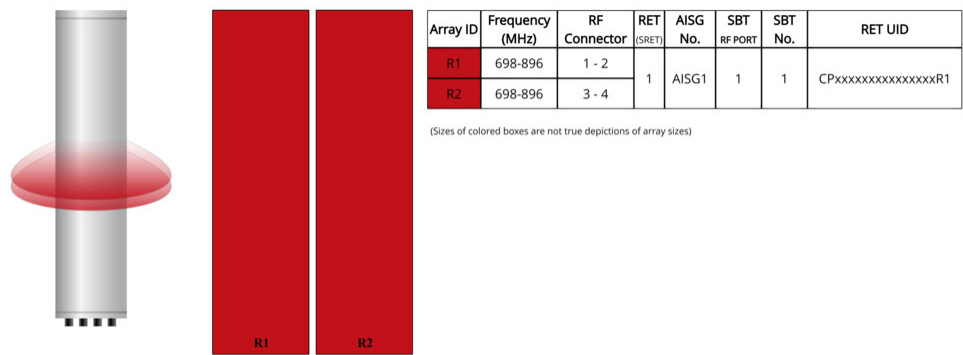 Array ID Frequency (MHz) RF Connector RET (SRET) AISG No. SBT RF PORT SBT No. RET UID
R1 698-896 1 - 2 1 AISG1 1 1 CPxxxxxxxxxxxxxxxR1
R2 698-896 3 - 4
(Sizes of colored boxes are not true depictions of array sizes)
R1 R2